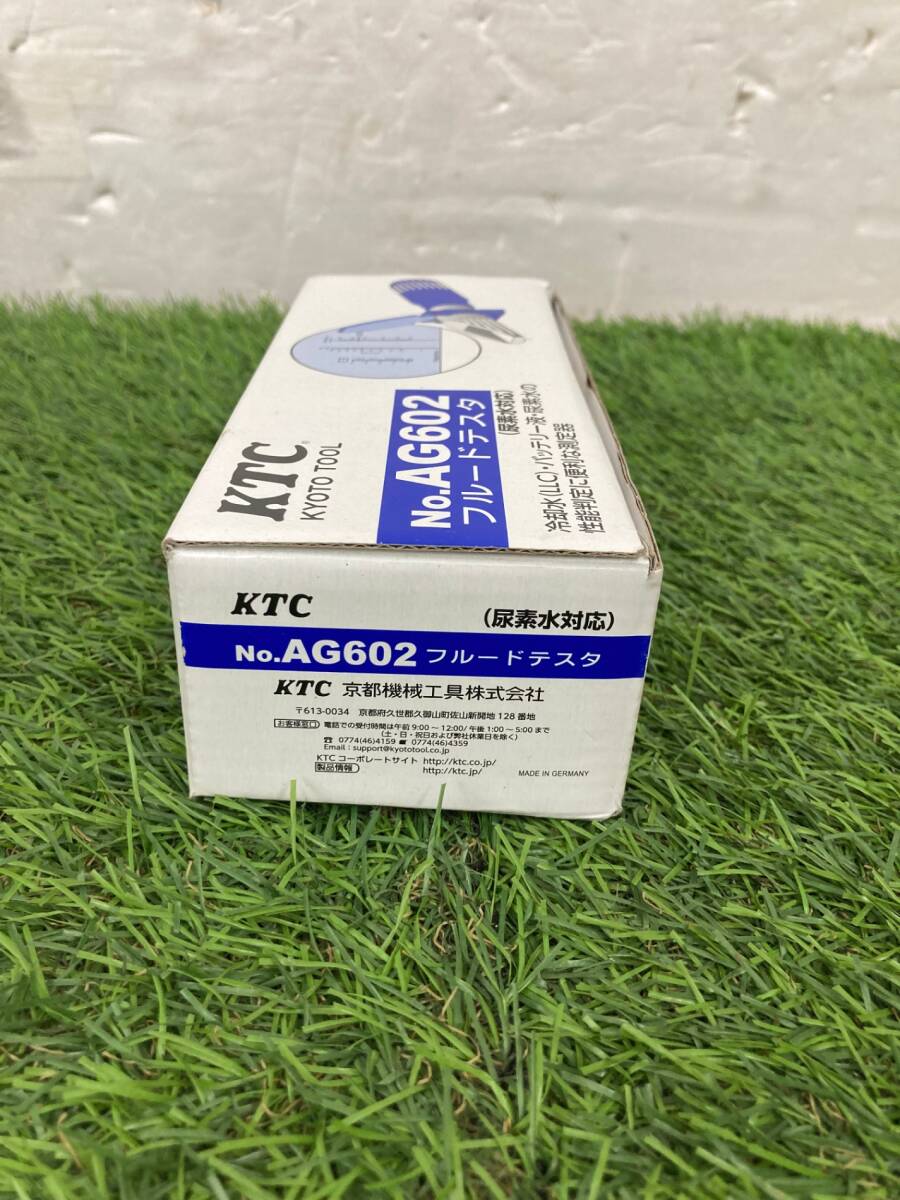 KTC
KYOTO TOOL
No.AG602
フルードテスタ
(尿素水対応)
冷却水(LLC)・バッテリー液・尿素水の
性能判定に便利な測定器
KTC
(尿素水対応)
No.AG602 フルードテスタ
KTC 京都機械工具株式会社
〒613-0034 京都府久世郡久御山町佐山新開地128番地
お客様窓口 電話での受付時間は午前9:00~12:00/午後1:00~5:00まで
(土・日・祝日および弊社休業日を除く)
☎ 0774(46)4159 0774(46)4359
Email : support@kyototool.co.jp
KTC コーポレートサイト http://ktc.co.jp/
製品情報 http://ktc.jp/
MADE IN GERMANY